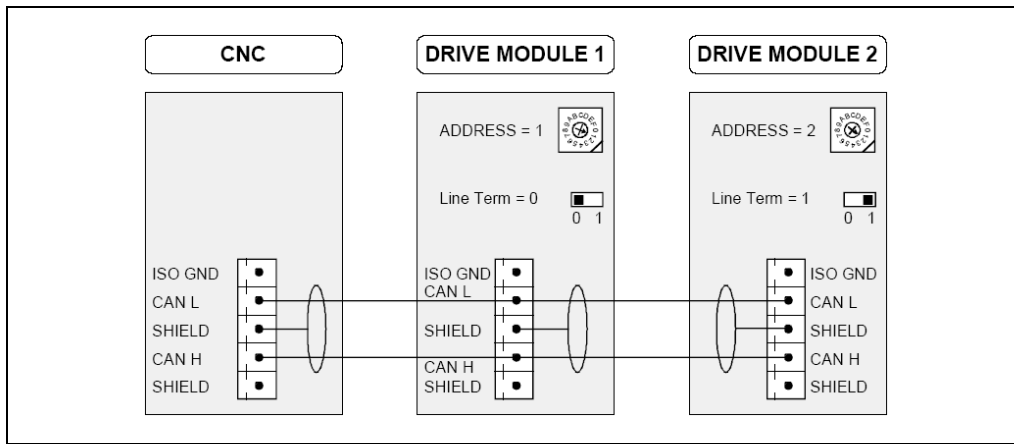 CNC
DRIVE MODULE 1
DRIVE MODULE 2
ADDRESS = 1
0123456789ABCDEF
Line Term = 0
0 1
ADDRESS = 2
0123456789ABCDEF
Line Term = 1
0 1
ISO GND
CAN L
SHIELD
CAN H
SHIELD
ISO GND
CAN L
SHIELD
CAN H
SHIELD
ISO GND
CAN L
SHIELD
CAN H
SHIELD